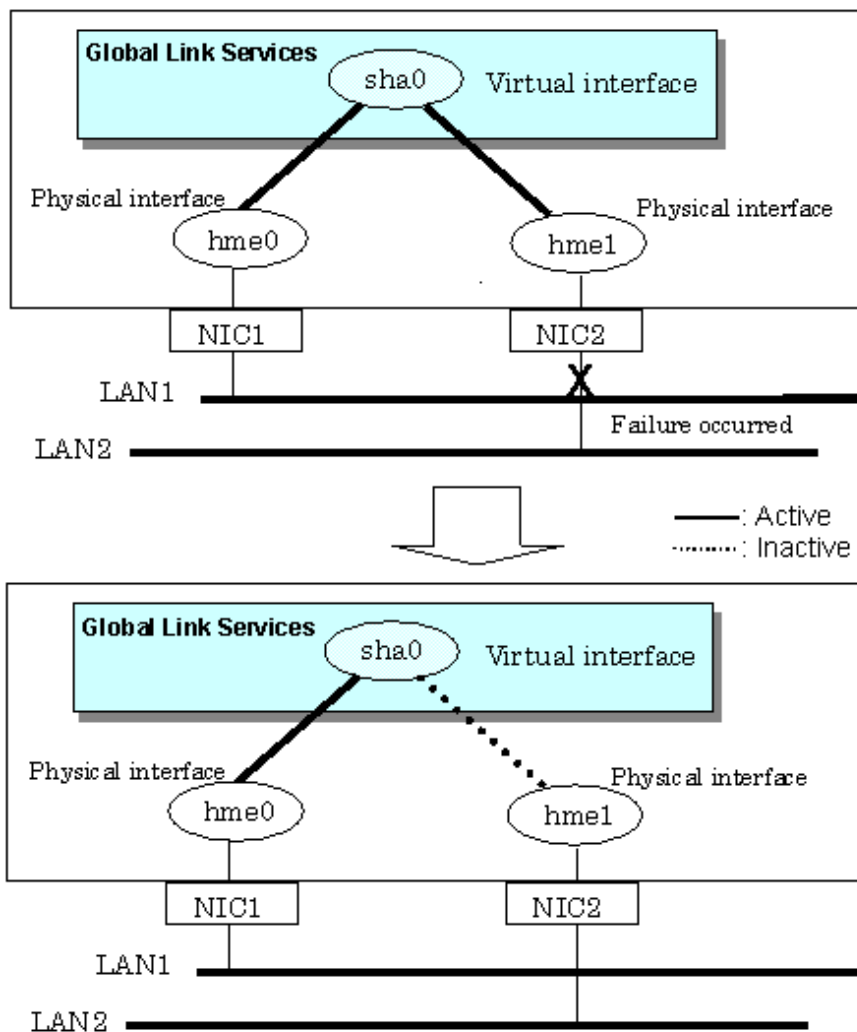 Global Link Services
sha0
Virtual interface
Physical interface
hme0
Physical interface
hme1
NIC1
NIC2
LAN1
X
Failure occurred
LAN2
: Active
: Inactive
Global Link Services
sha0
Virtual interface
Physical interface
hme0
Physical interface
hme1
NIC1
NIC2
LAN1
LAN2